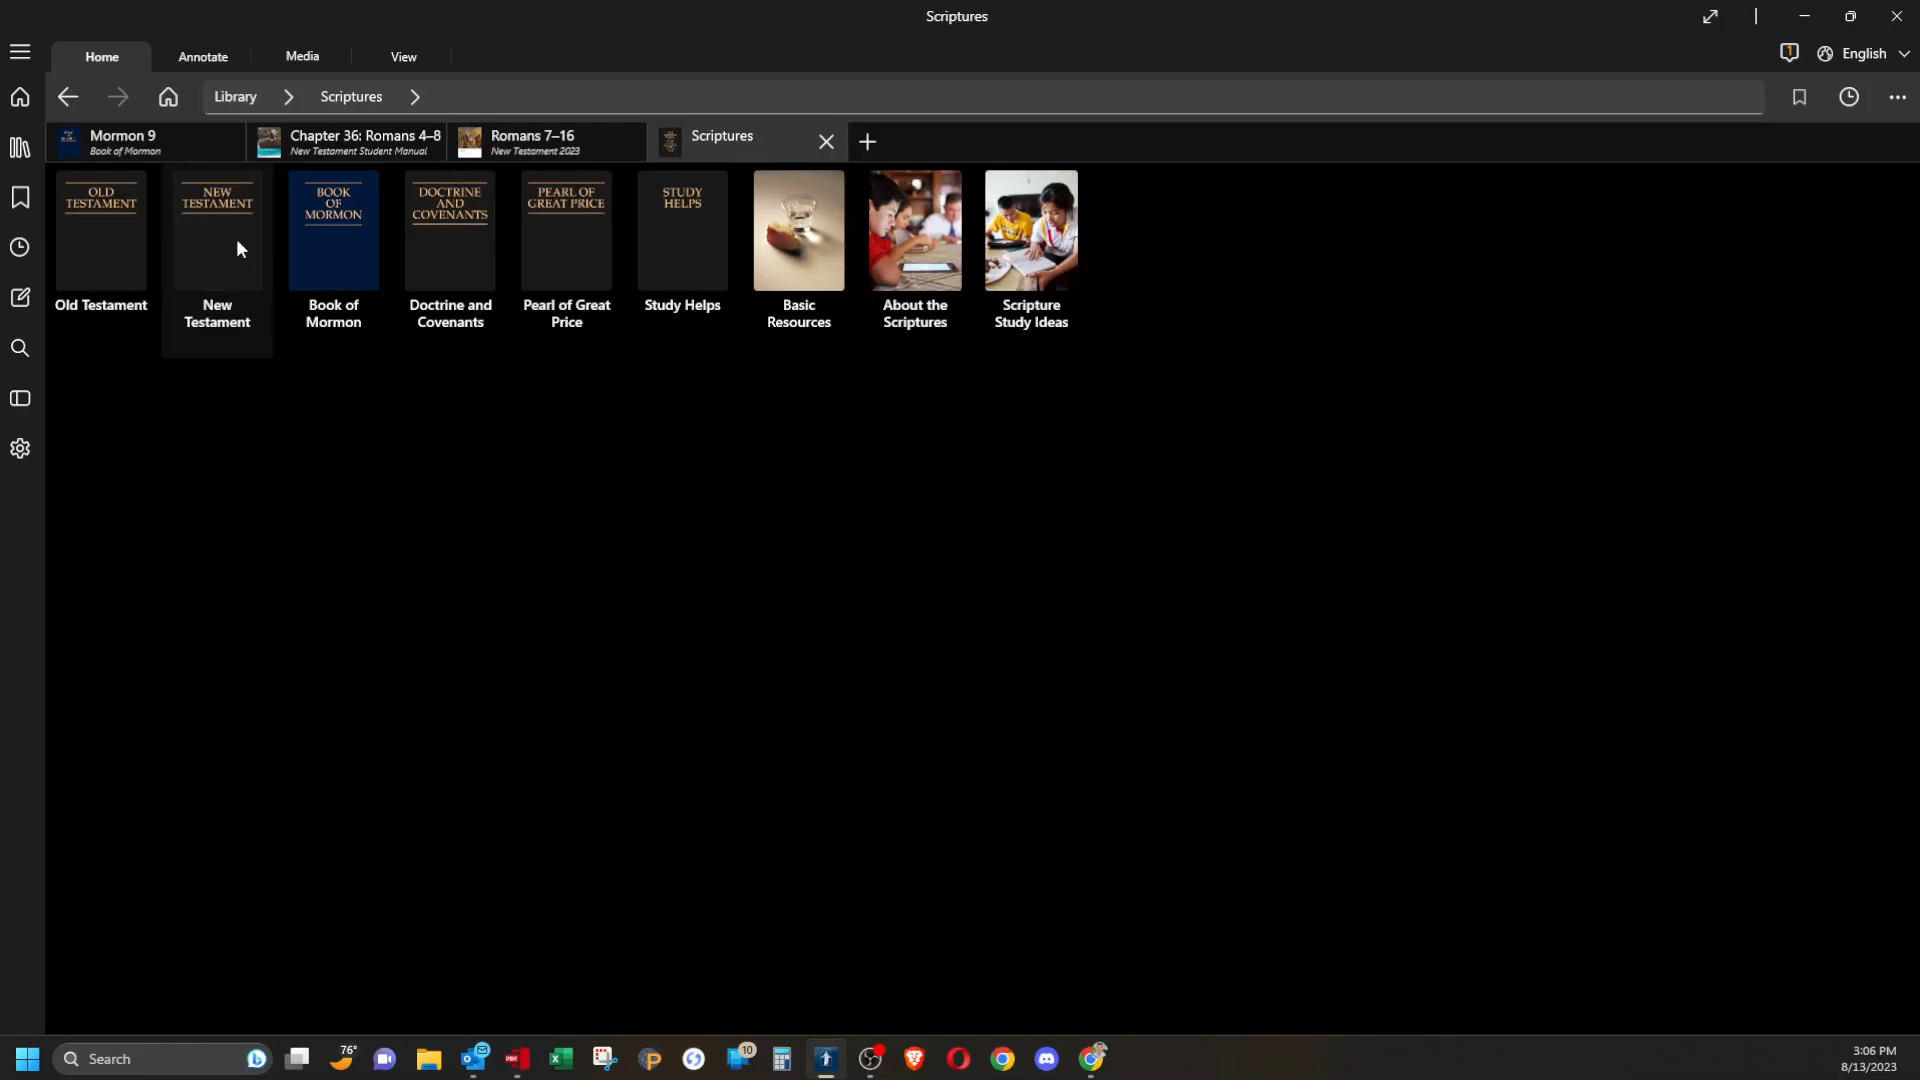 Scriptures
Home
Annotate
Media
View
1
English
Library
Scriptures
Mormon 9
Book of Mormon
Chapter 36: Romans 4–8
New Testament Student Manual
Romans 7–16
New Testament 2023
Scriptures
OLD
TESTAMENT
Old Testament
NEW
TESTAMENT
New
Testament
BOOK
OF
MORMON
Book of
Mormon
DOCTRINE
AND
COVENANTS
Doctrine and
Covenants
PEARL OF
GREAT PRICE
Pearl of Great
Price
STUDY
HELPS
Study Helps
Basic
Resources
About the
Scriptures
Scripture
Study Ideas
Search
76°
PDF
10
3:06 PM
8/13/2023